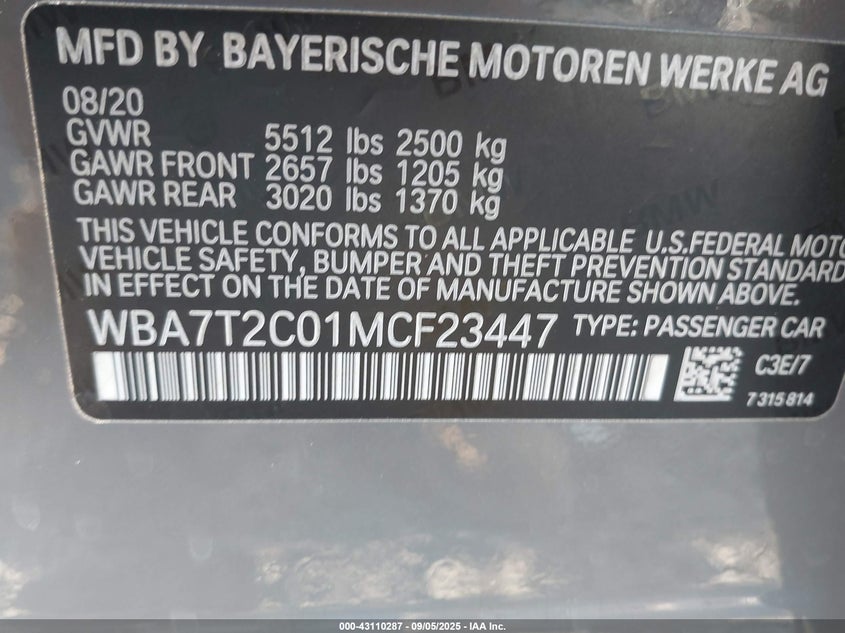 MFD BY BAYERISCHE MOTOREN WERKE AG
08/20
GVWR 5512 lbs 2500 kg
GAWR FRONT 2657 lbs 1205 kg
GAWR REAR 3020 lbs 1370 kg
THIS VEHICLE CONFORMS TO ALL APPLICABLE U.S.FEDERAL MOTO
VEHICLE SAFETY, BUMPER AND THEFT PREVENTION STANDARD
IN EFFECT ON THE DATE OF MANUFACTURE SHOWN ABOVE.
WBA7T2C01MCF23447 TYPE: PASSENGER CAR
C3E/7
7315814
000-43110287 - 09/05/2025 - IAA Inc.